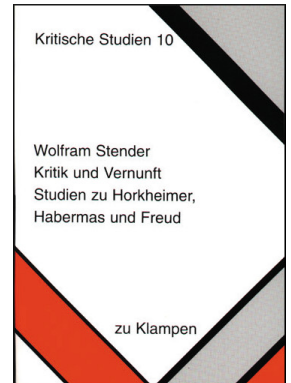 Kritische Studien 10
Wolfram Stender
Kritik und Vernunft
Studien zu Horkheimer,
Habermas und Freud
zu Klampen